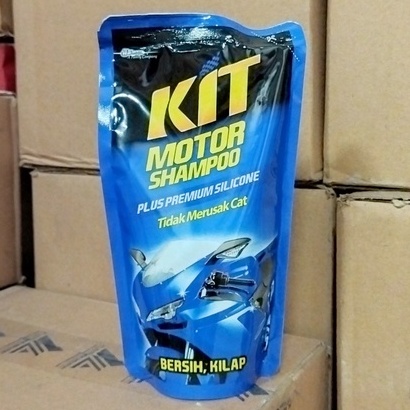 KIT
MOTOR
SHAMPOO
PLUS PREMIUM SILICONE
Tidak Merusak Cat
BERSIH, KILAP